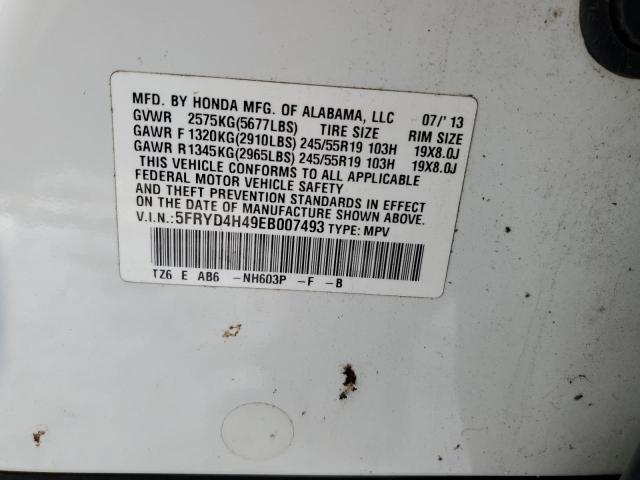 MFD. BY HONDA MFG. OF ALABAMA, LLC 07/'13
GVWR 2575KG(5677LBS) TIRE SIZE RIM SIZE
GAWR F 1320KG(2910LBS) 245/55R19 103H 19X8.0J
GAWR R 1345KG(2965LBS) 245/55R19 103H 19X8.0J
THIS VEHICLE CONFORMS TO ALL APPLICABLE
FEDERAL MOTOR VEHICLE SAFETY
AND THEFT PREVENTION STANDARDS IN EFFECT
ON THE DATE OF MANUFACTURE SHOWN ABOVE.
V.I.N.:5FRYD4H49EB007493 TYPE: MPV
TZ6 E AB6 -NH603P -F -B